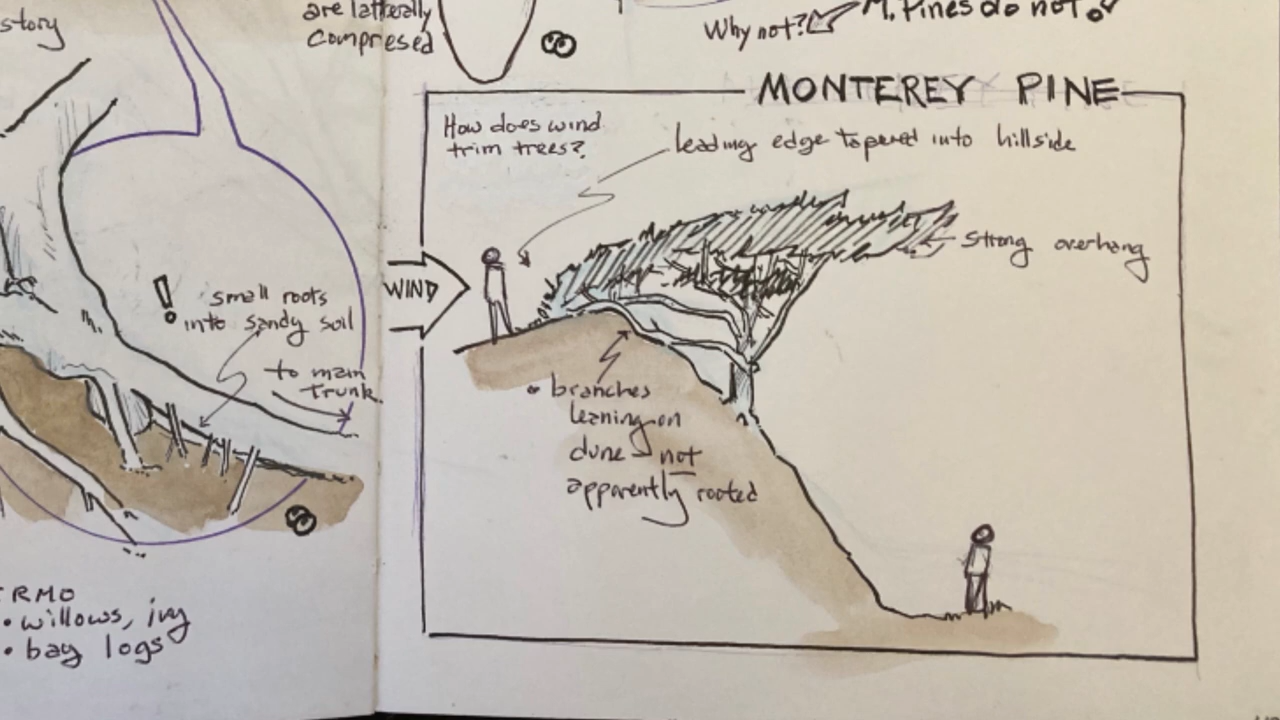 story
are latterally
compresed
Why not?
M. Pines do not
!
small roots
into sandy soil
to main
trunk
RMO
• willows, ivy
• bay logs
MONTEREY PINE
How does wind
trim trees?
leading edge tapered into hillside
WIND
strong overhang
• branches
leaning on
dune - not
apparently rooted